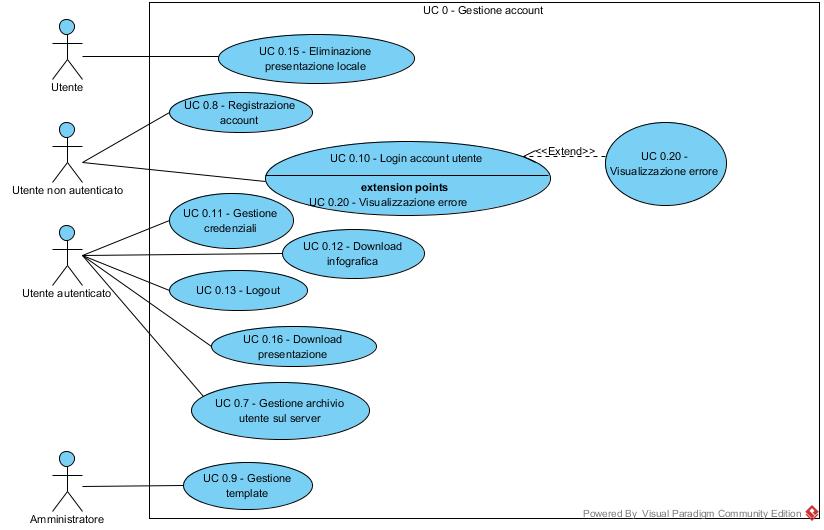 UC 0 - Gestione account
UC 0.15 - Eliminazione
presentazione locale
Utente
UC 0.8 - Registrazione
account
Utente non autenticato
UC 0.10 - Login account utente
extension points
UC 0.20 - Visualizzazione errore
<<Extend>>
UC 0.20 -
Visualizzazione errore
UC 0.11 - Gestione
credenziali
UC 0.12 - Download
infografica
Utente autenticato
UC 0.13 - Logout
UC 0.16 - Download
presentazione
UC 0.7 - Gestione archivio
utente sul server
UC 0.9 - Gestione
template
Amministratore
Powered By Visual Paradigm Community Edition